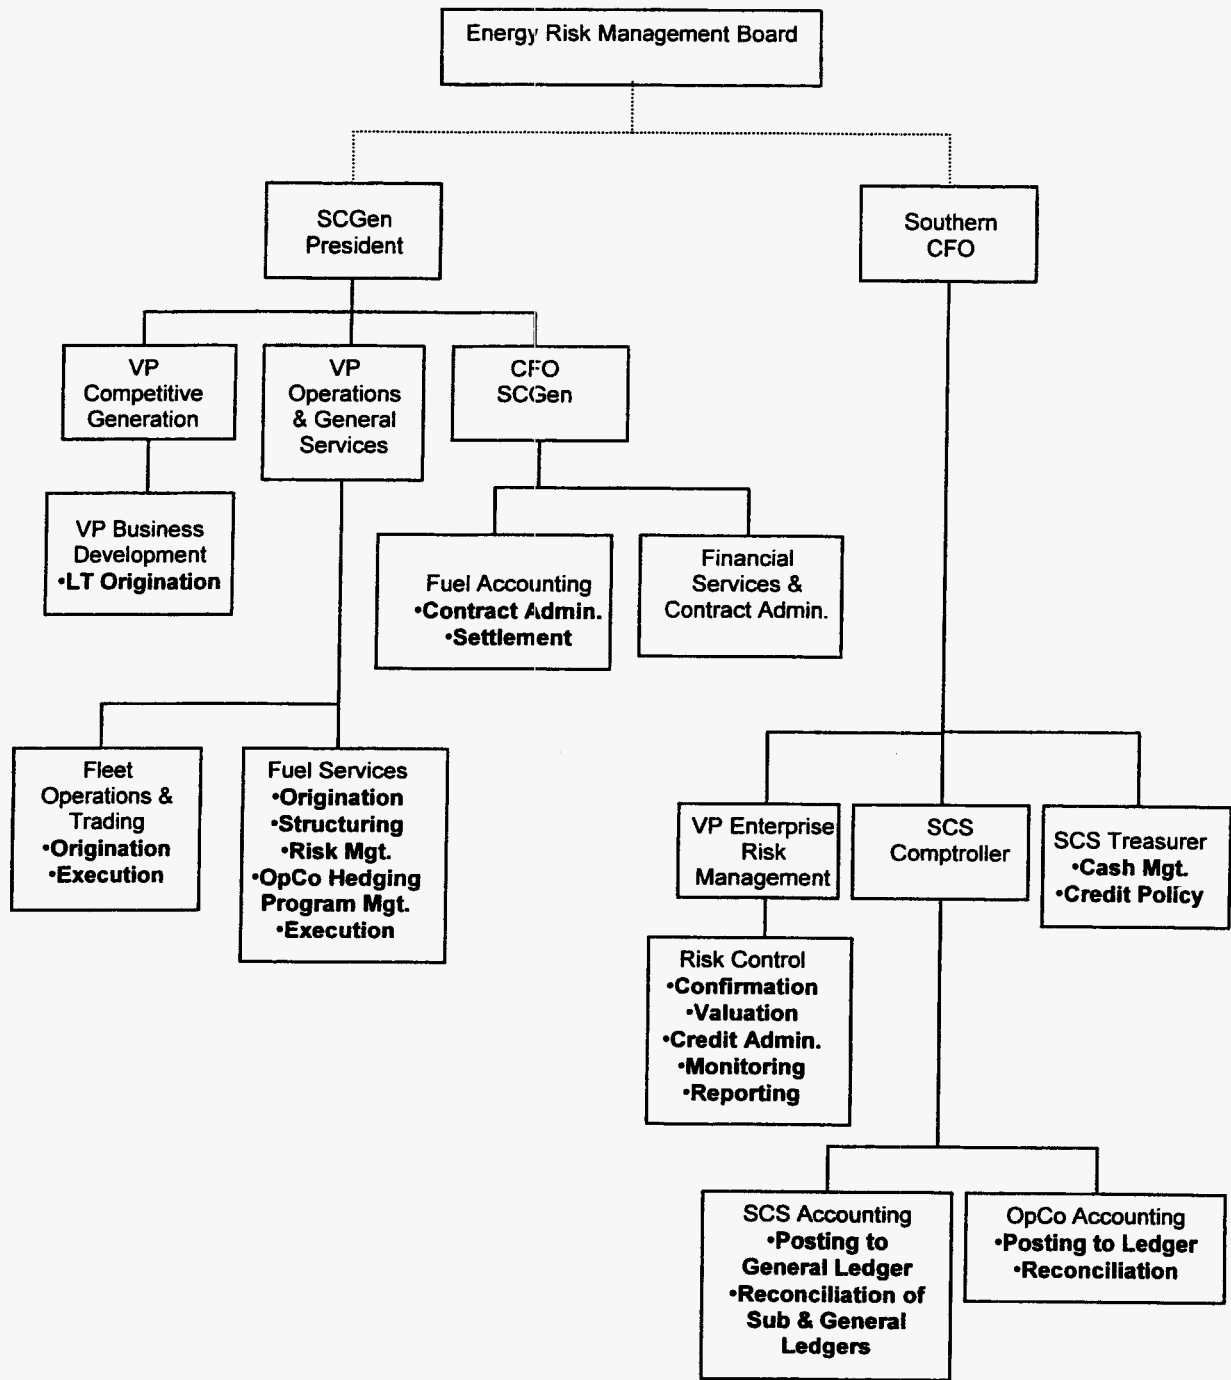 Energy Risk Management Board
SCGen
President
Southern
CFO
VP
Competitive
Generation
VP
Operations
& General
Services
CFO
SCGen
VP Business
Development
•LT Origination
Fuel Accounting
•Contract Admin.
•Settlement
Financial
Services &
Contract Admin.
Fleet
Operations &
Trading
•Origination
•Execution
Fuel Services
•Origination
•Structuring
•Risk Mgt.
•OpCo Hedging
Program Mgt.
•Execution
VP Enterprise
Risk
Management
SCS
Comptroller
SCS Treasurer
•Cash Mgt.
•Credit Policy
Risk Control
•Confirmation
•Valuation
•Credit Admin.
•Monitoring
•Reporting
SCS Accounting
•Posting to
General Ledger
•Reconciliation of
Sub & General
Ledgers
OpCo Accounting
•Posting to Ledger
•Reconciliation